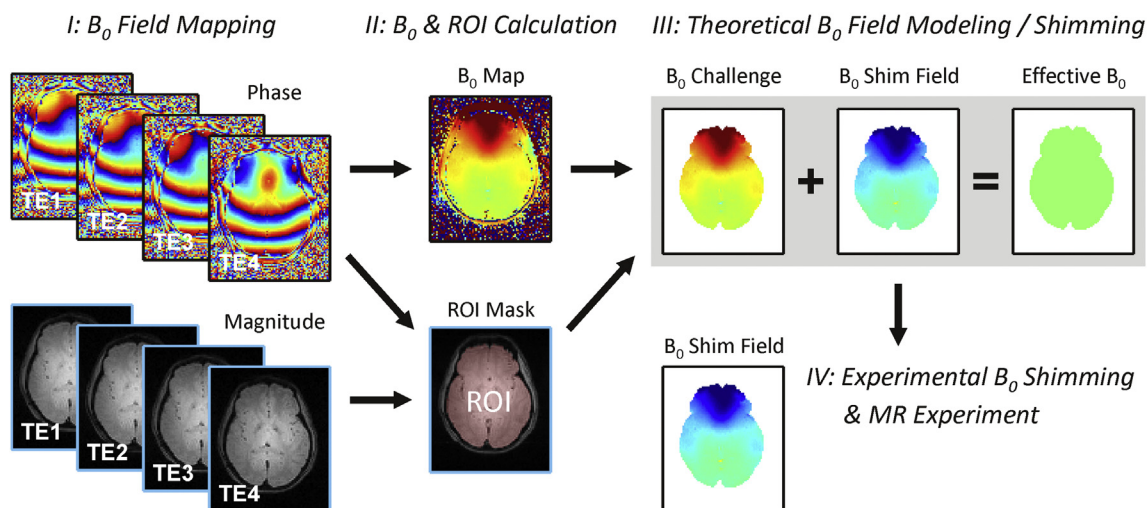 I: B₀ Field Mapping
II: B₀ & ROI Calculation
III: Theoretical B₀ Field Modeling / Shimming
Phase
TE1
TE2
TE3
TE4
B₀ Map
B₀ Challenge
B₀ Shim Field
Effective B₀
+
=
Magnitude
TE1
TE2
TE3
TE4
ROI Mask
ROI
B₀ Shim Field
IV: Experimental B₀ Shimming
& MR Experiment